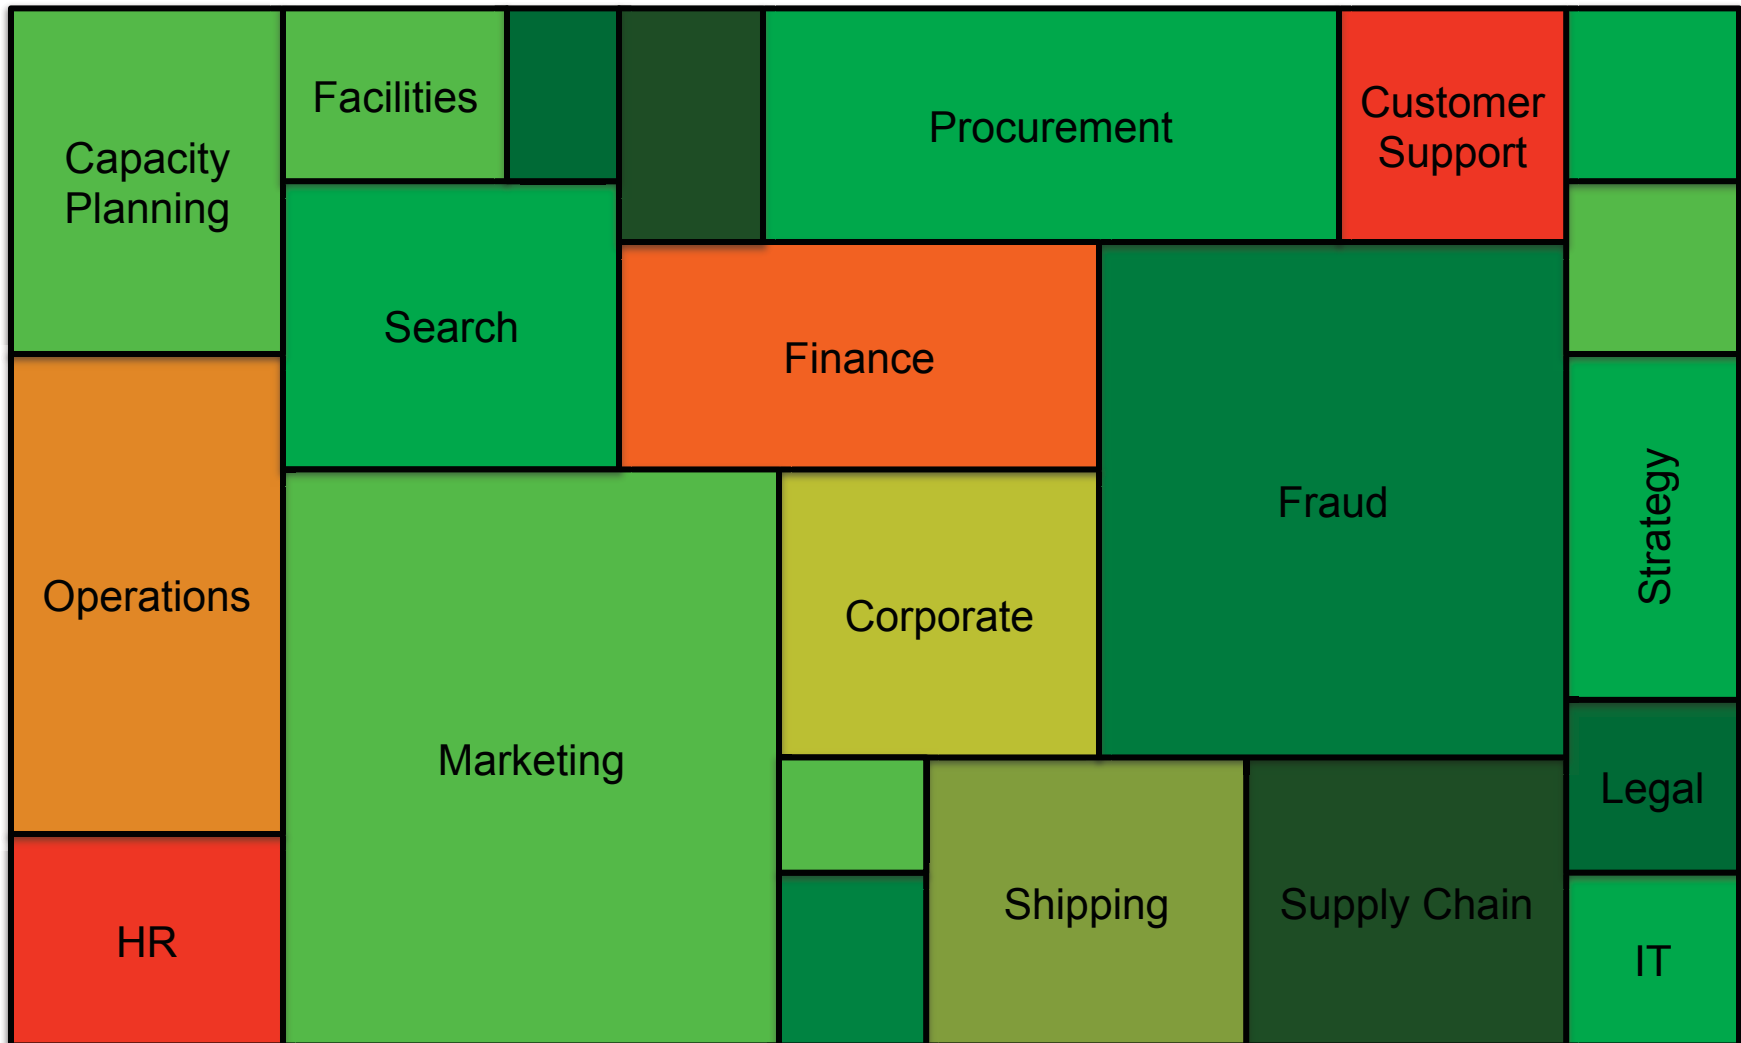 Capacity
Planning
Facilities
Procurement
Customer
Support
Search
Finance
Fraud
Strategy
Operations
Corporate
Marketing
Legal
HR
Shipping
Supply Chain
IT